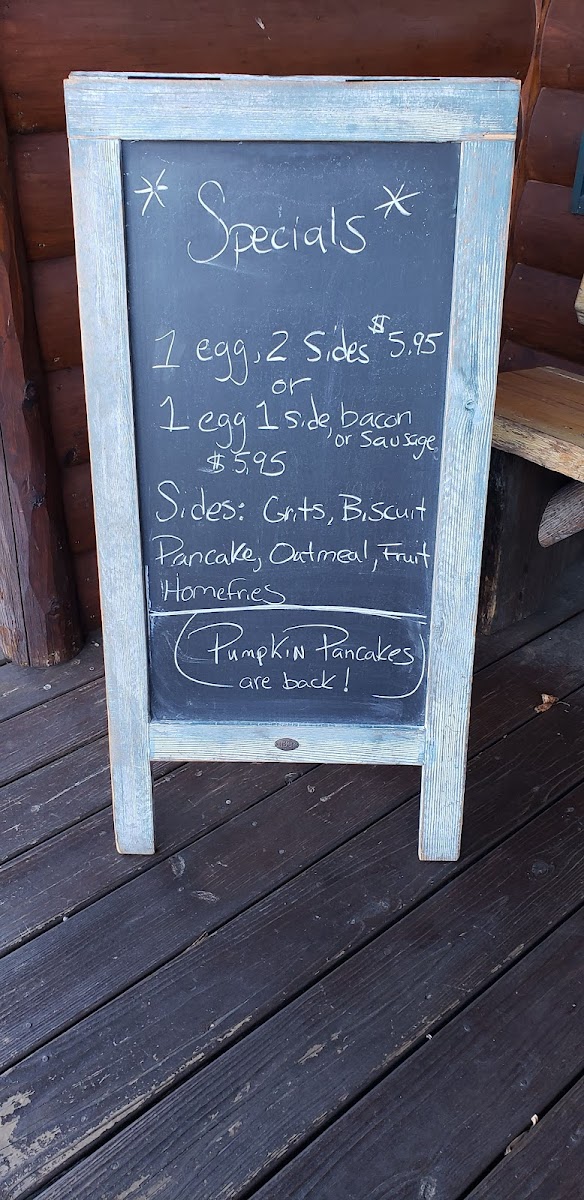 * Specials *
1 egg, 2 Sides $5.95
or
1 egg 1 side, bacon
or Sausage
$5.95
Sides: Grits, Biscuit
Pancake, Oatmeal, Fruit
Homefries
Pumpkin Pancakes
are back!